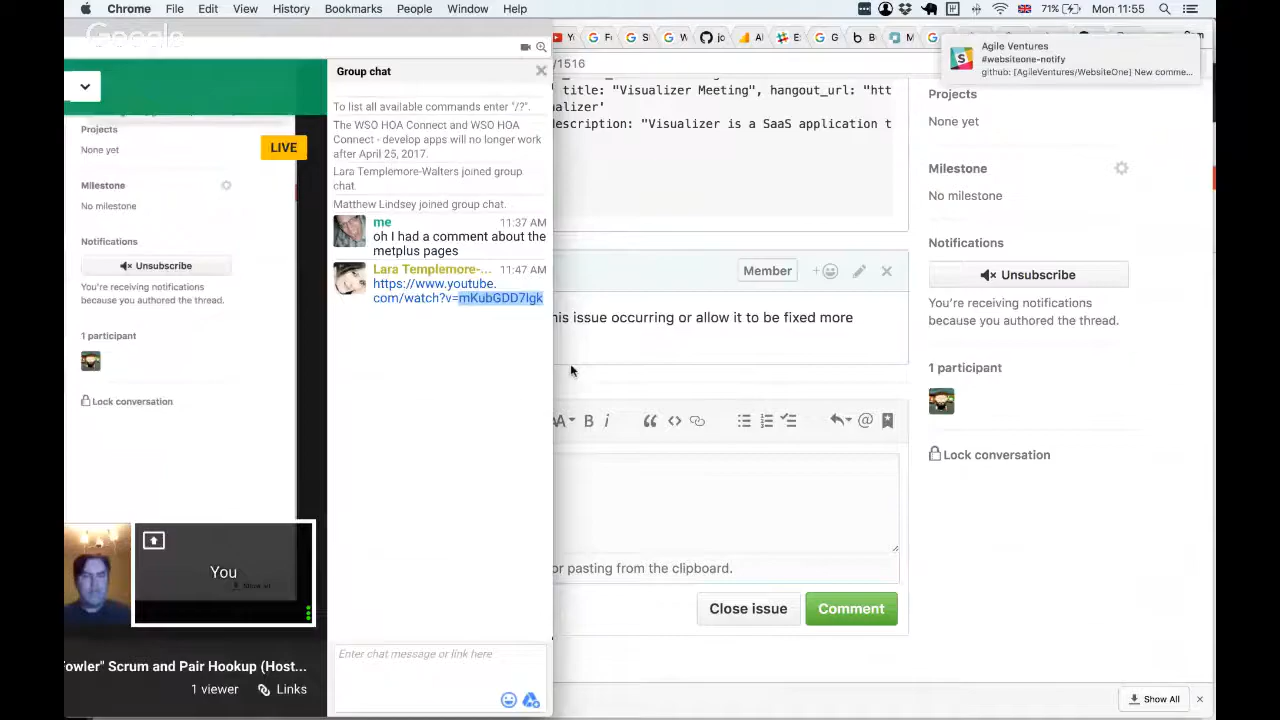 Chrome File Edit View History Bookmarks People Window Help
71% Mon 11:55
Google
/1516
Agile Ventures
#websiteone-notify
github: [AgileVentures/WebsiteOne] New comme...
Group chat
To list all available commands enter "/?".
The WSO HOA Connect and WSO HOA
Connect - develop apps will no longer work
after April 25, 2017.
Lara Templemore-Walters joined group
chat.
Matthew Lindsey joined group chat.
me 11:37 AM
oh I had a comment about the
metplus pages
Lara Templemore-... 11:47 AM
https://www.youtube.
com/watch?v=mKubGDD7Igk
Enter chat message or link here
Projects
None yet
LIVE
Milestone
No milestone
Notifications
Unsubscribe
You're receiving notifications
because you authored the thread.
1 participant
Lock conversation
You
Show All
owler" Scrum and Pair Hookup (Host...
1 viewer Links
title: "Visualizer Meeting", hangout_url: "htt
alizer'
escription: "Visualizer is a SaaS application t
Member
his issue occurring or allow it to be fixed more
AA B i
or pasting from the clipboard.
Close issue Comment
Projects
None yet
Milestone
No milestone
Notifications
Unsubscribe
You're receiving notifications
because you authored the thread.
1 participant
Lock conversation
Show All